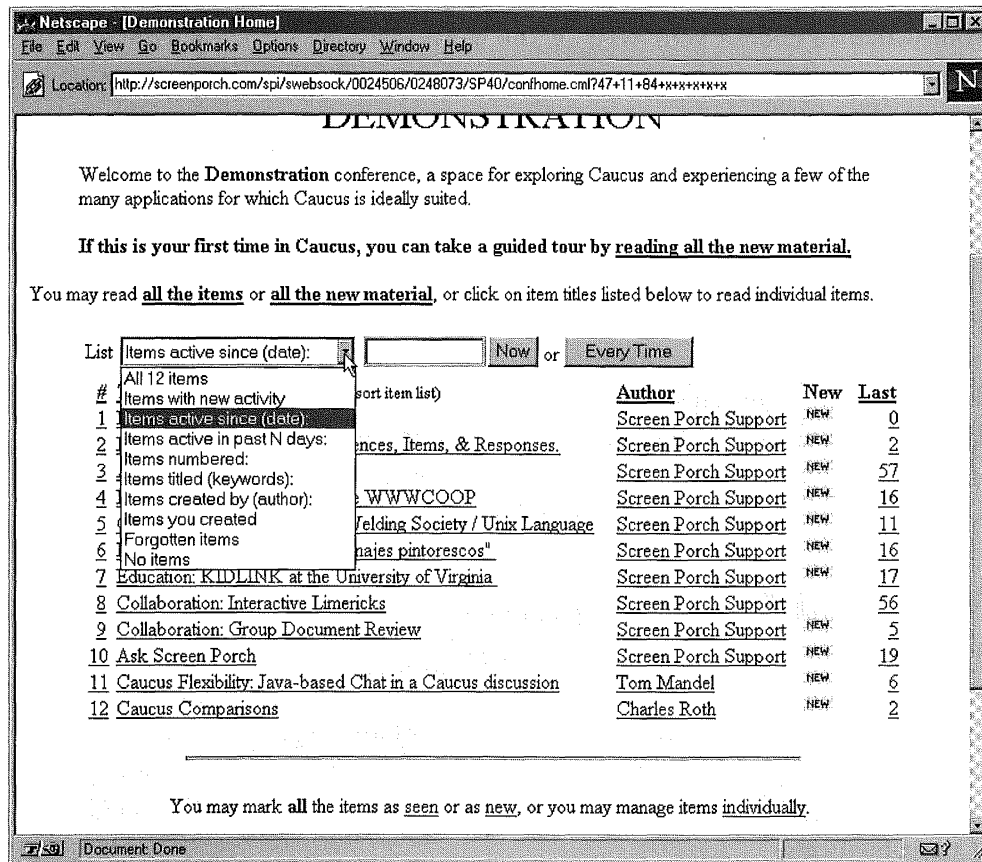 Netscape - [Demonstration Home]
File Edit View Go Bookmarks Options Directory Window Help
Location: http://screenporch.com/spi/swebsock/0024506/0248073/SP40/confhome.cml?47+11+84+x+x+x+x+x
N
DEMONSTRATION
Welcome to the Demonstration conference, a space for exploring Caucus and experiencing a few of the
many applications for which Caucus is ideally suited.
If this is your first time in Caucus, you can take a guided tour by reading all the new material.
You may read all the items or all the new material, or click on item titles listed below to read individual items.
List Items active since (date): Now or Every Time
All 12 items
Items with new activity
Items active since (date):
Items active in past N days:
Items numbered:
Items titled (keywords):
Items created by (author):
Items you created
Forgotten items
No items
# sort item list) Author New Last
1 Screen Porch Support NEW 0
2 ences, Items, & Responses. Screen Porch Support NEW 2
3 Screen Porch Support NEW 57
4 WWWCOOP Screen Porch Support NEW 16
5 Welding Society / Unix Language Screen Porch Support NEW 11
6 najes pintorescos" Screen Porch Support NEW 16
7 Education: KIDLINK at the University of Virginia Screen Porch Support NEW 17
8 Collaboration: Interactive Limericks Screen Porch Support 56
9 Collaboration: Group Document Review Screen Porch Support NEW 5
10 Ask Screen Porch Screen Porch Support NEW 19
11 Caucus Flexibility: Java-based Chat in a Caucus discussion Tom Mandel NEW 6
12 Caucus Comparisons Charles Roth NEW 2
You may mark all the items as seen or as new, or you may manage items individually.
Document: Done